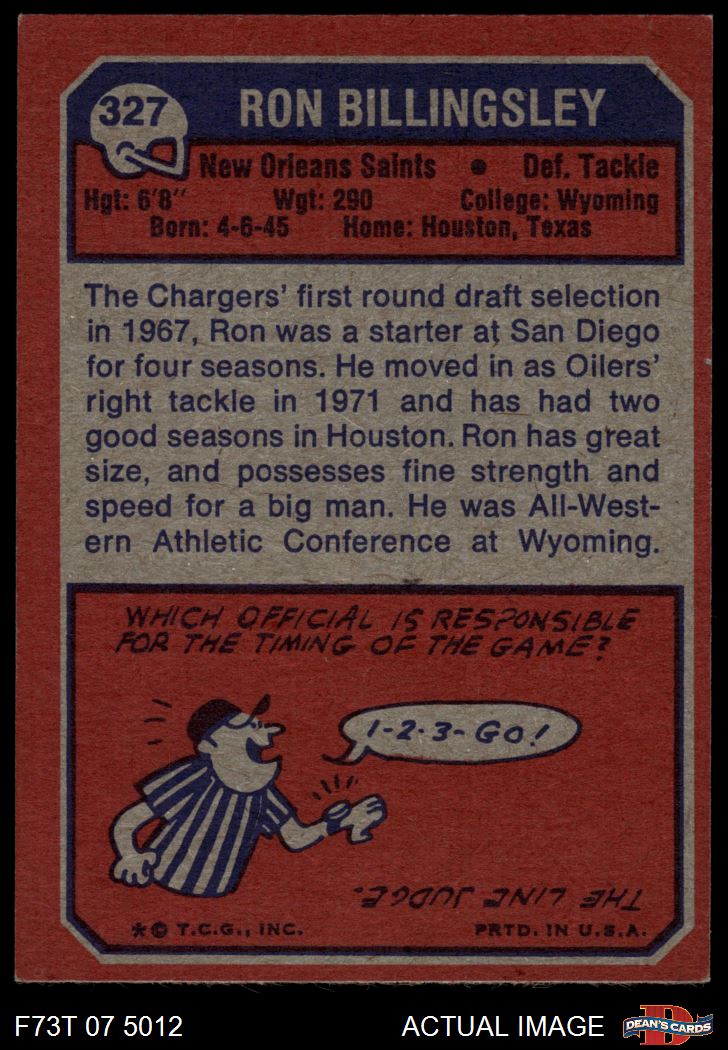 327
RON BILLINGSLEY
New Orleans Saints • Def. Tackle
Hgt: 6'8" Wgt: 290 College: Wyoming
Born: 4-6-45 Home: Houston, Texas
The Chargers' first round draft selection
in 1967, Ron was a starter at San Diego
for four seasons. He moved in as Oilers'
right tackle in 1971 and has had two
good seasons in Houston. Ron has great
size, and possesses fine strength and
speed for a big man. He was All-West-
ern Athletic Conference at Wyoming.
WHICH OFFICIAL IS RESPONSIBLE
FOR THE TIMING OF THE GAME?
1-2-3-GO!
THE LINE JUDGE.
*© T.C.G., INC. PRTD. IN U.S.A.
F73T 07 5012 ACTUAL IMAGE
D
DEAN'S CARDS